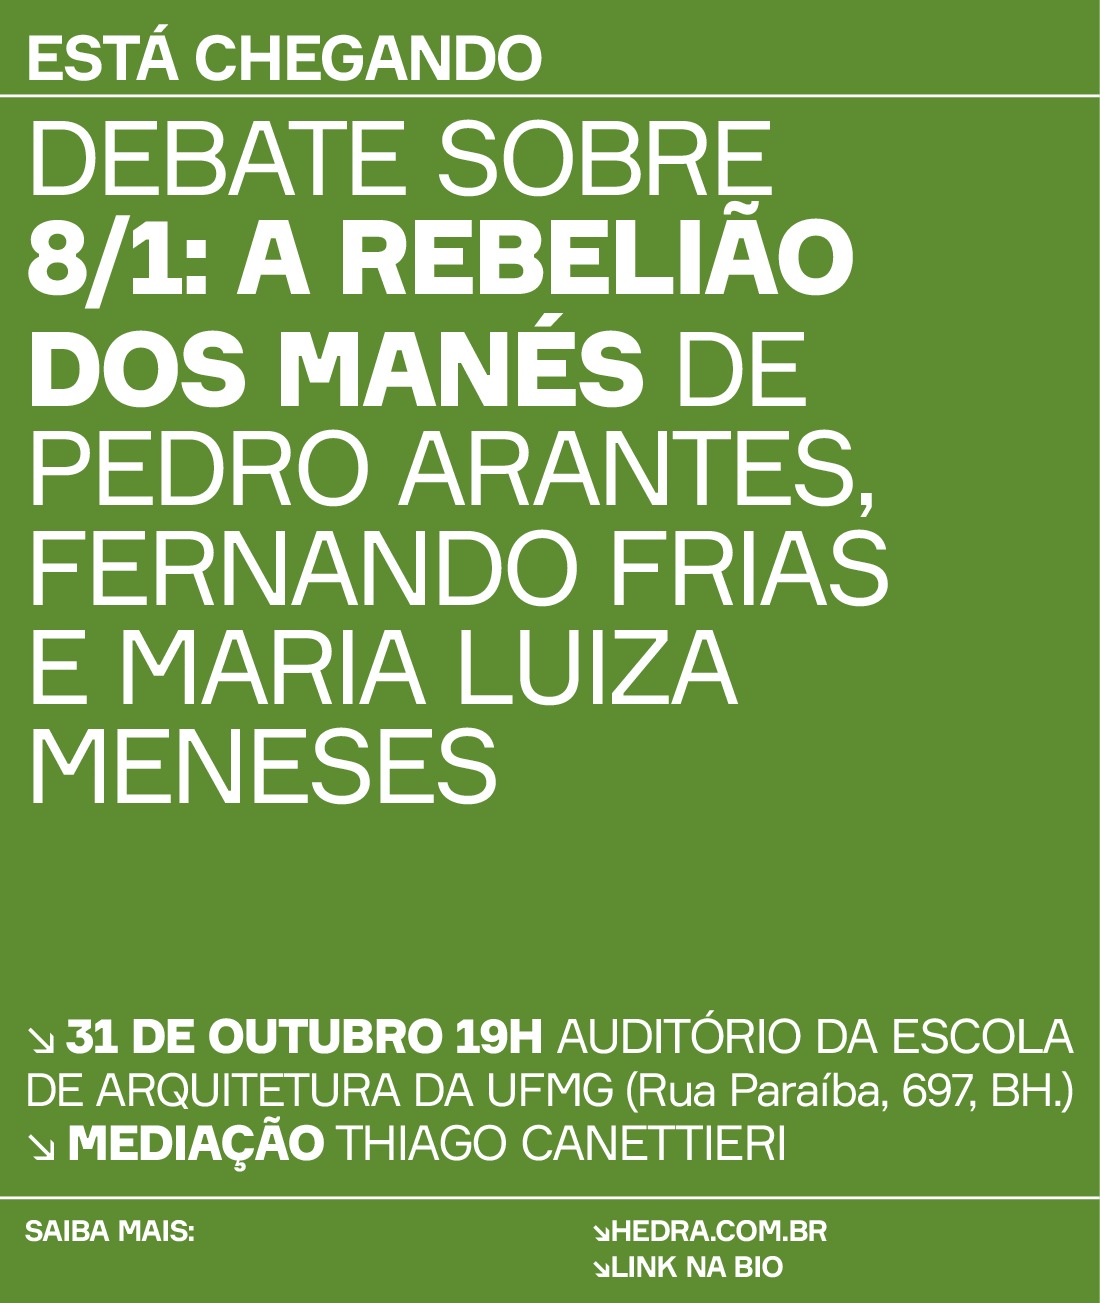 ESTÁ CHEGANDO
DEBATE SOBRE
8/1: A REBELIÃO
DOS MANÉS DE
PEDRO ARANTES,
FERNANDO FRIAS
E MARIA LUIZA
MENESES
↘ 31 DE OUTUBRO 19H AUDITÓRIO DA ESCOLA
DE ARQUITETURA DA UFMG (Rua Paraíba, 697, BH.)
↘ MEDIAÇÃO THIAGO CANETTIERI
SAIBA MAIS:
↘HEDRA.COM.BR
↘LINK NA BIO